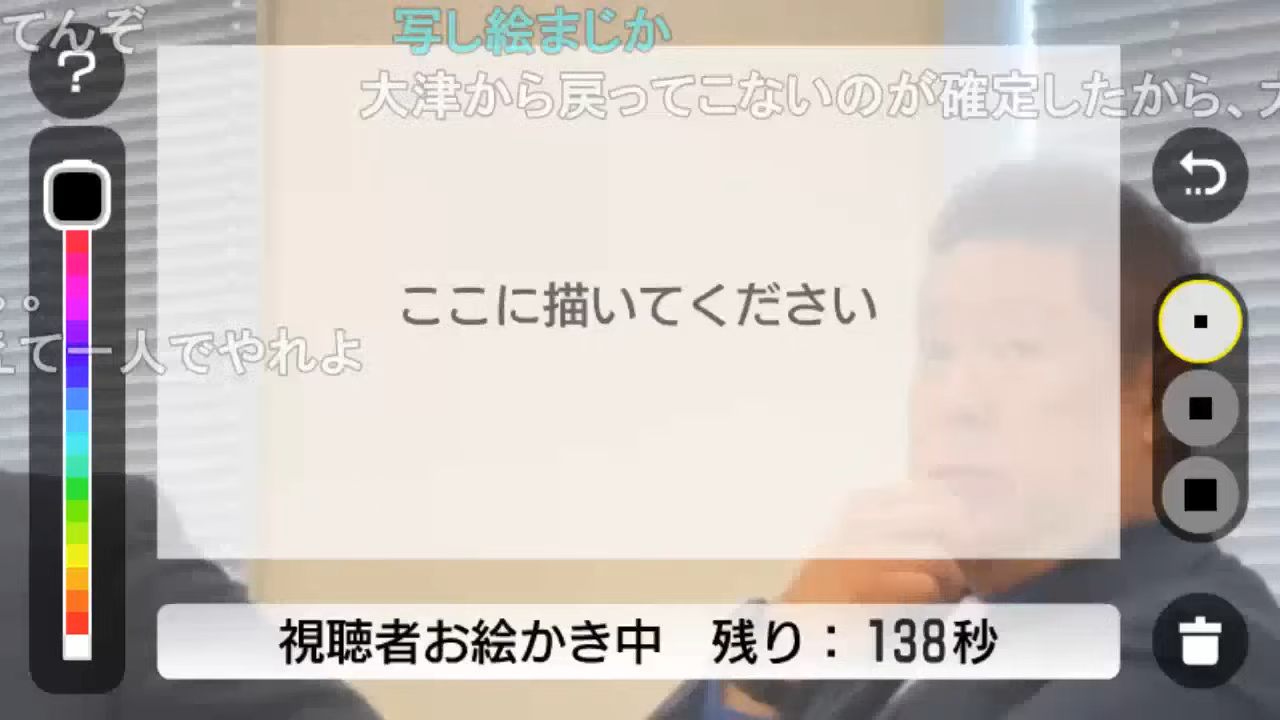 てんぞ
写し絵まじか
?
大津から戻ってこないのが確定したから、
ここに描いてください
。。
えて一人でやれよ
視聴者お絵かき中 残り：138秒